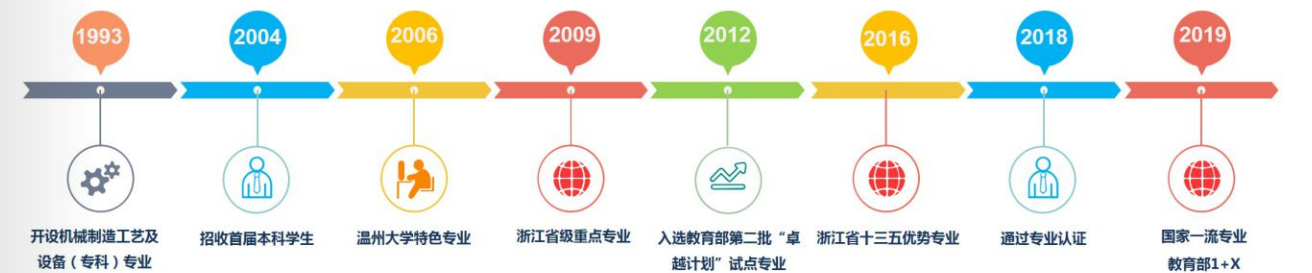 1993
2004
2006
2009
2012
2016
2018
2019
开设机械制造工艺及
设备（专科）专业
招收首届本科学生
温州大学特色专业
浙江省级重点专业
入选教育部第二批“卓
越计划”试点专业
浙江省十三五优势专业
通过专业认证
国家一流专业
教育部1+X